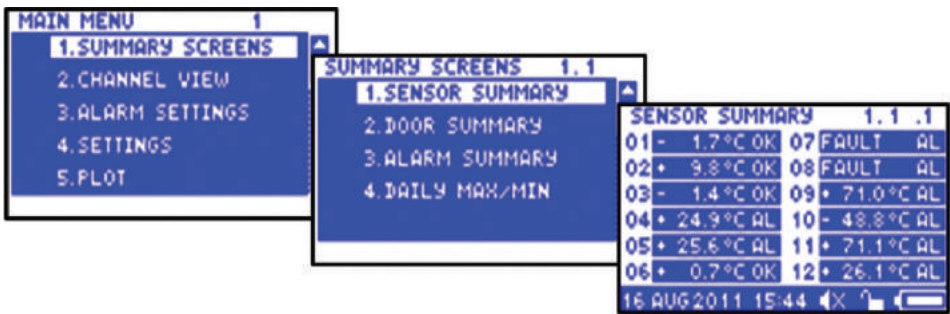 MAIN MENU 1
1.SUMMARY SCREENS
2.CHANNEL VIEW
3.ALARM SETTINGS
4.SETTINGS
5.PLOT
SUMMARY SCREENS 1.1
1.SENSOR SUMMARY
2.DOOR SUMMARY
3.ALARM SUMMARY
4.DAILY MAX/MIN
SENSOR SUMMARY 1.1 .1
01 - 1.7°C OK 07 FAULT AL
02 + 9.8°C OK 08 FAULT AL
03 - 1.4°C OK 09 + 71.0°C AL
04 + 24.9°C AL 10 - 48.8°C AL
05 + 25.6°C AL 11 + 71.1°C AL
06 + 0.7°C OK 12 + 26.1°C AL
16 AUG 2011 15:44